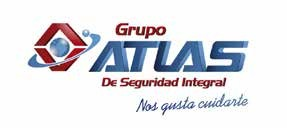 Grupo
ATLAS
De Seguridad Integral
Nos gusta cuidarte